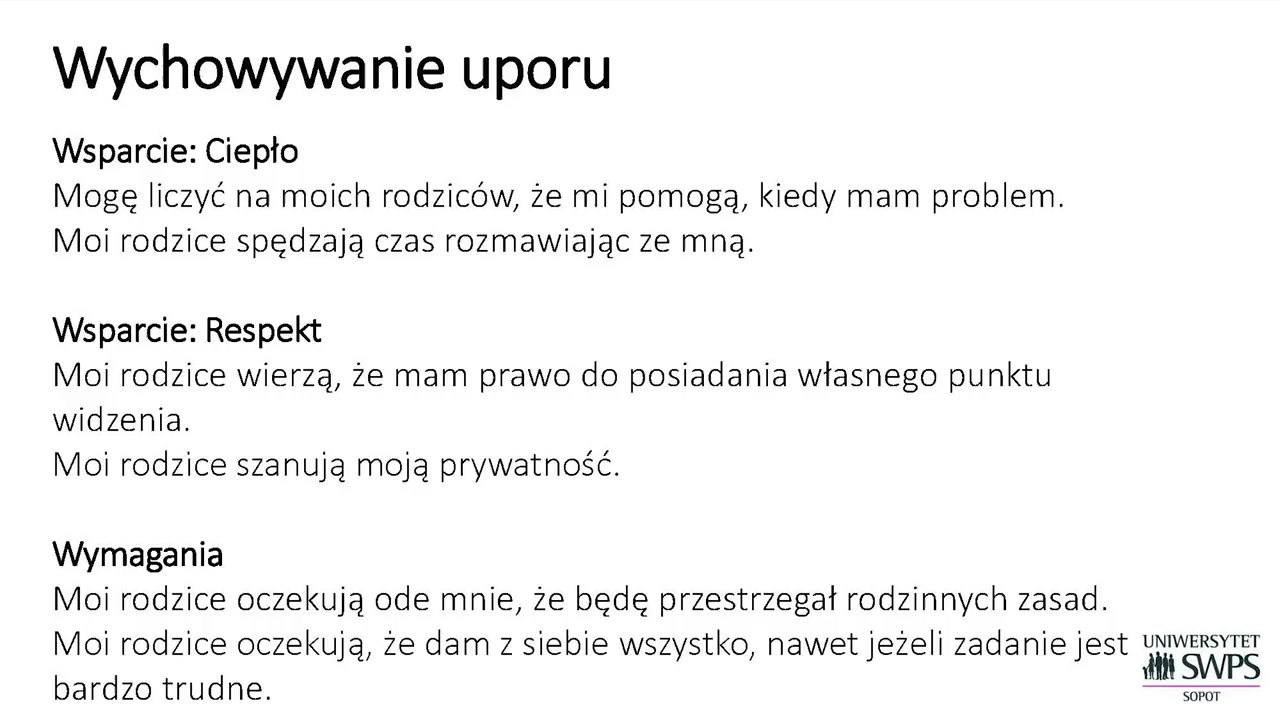 Wychowywanie uporu
Wsparcie: Ciepło
Mogę liczyć na moich rodziców, że mi pomogą, kiedy mam problem.
Moi rodzice spędzają czas rozmawiając ze mną.
Wsparcie: Respekt
Moi rodzice wierzą, że mam prawo do posiadania własnego punktu
widzenia.
Moi rodzice szanują moją prywatność.
Wymagania
Moi rodzice oczekują ode mnie, że będę przestrzegał rodzinnych zasad.
Moi rodzice oczekują, że dam z siebie wszystko, nawet jeżeli zadanie jest
bardzo trudne.
UNIWERSYTET
SWPS
SOPOT